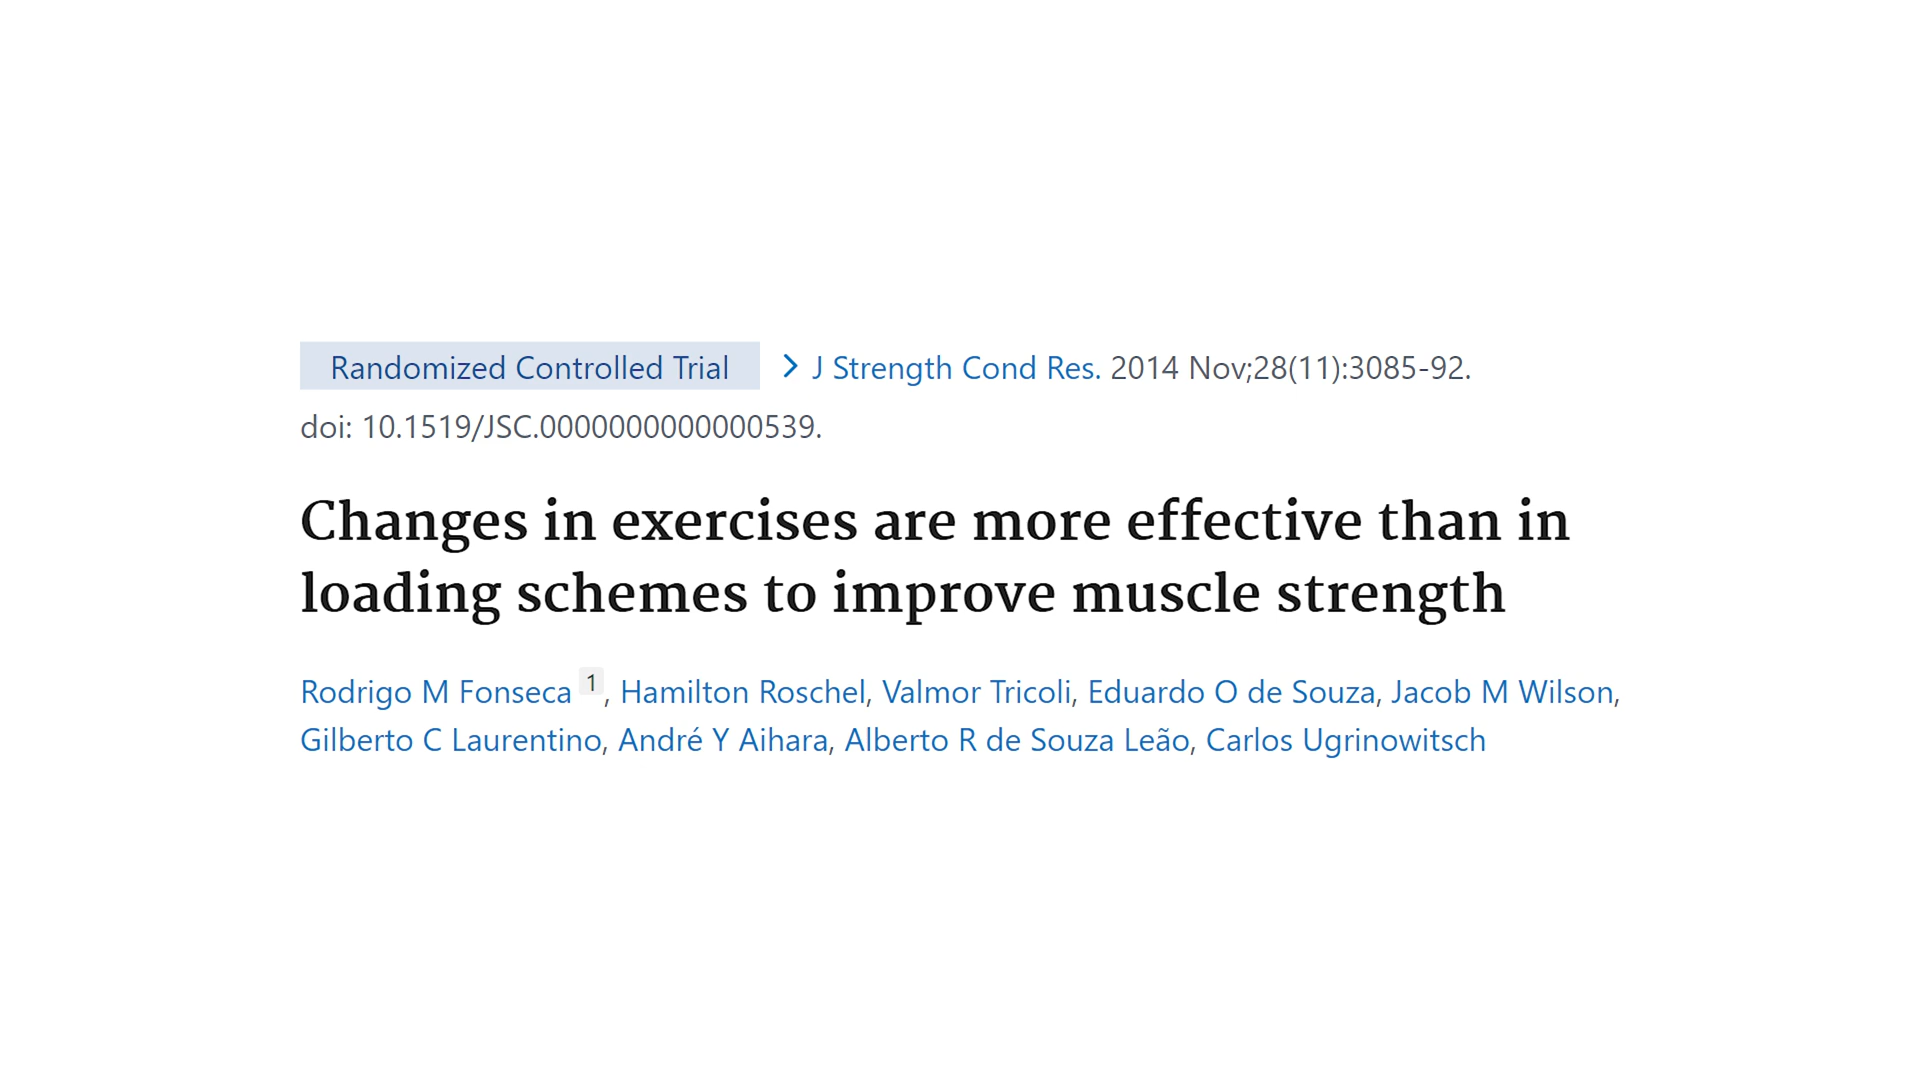 Randomized Controlled Trial > J Strength Cond Res. 2014 Nov;28(11):3085-92.
doi: 10.1519/JSC.0000000000000539.
Changes in exercises are more effective than in
loading schemes to improve muscle strength
Rodrigo M Fonseca 1, Hamilton Roschel, Valmor Tricoli, Eduardo O de Souza, Jacob M Wilson,
Gilberto C Laurentino, André Y Aihara, Alberto R de Souza Leão, Carlos Ugrinowitsch